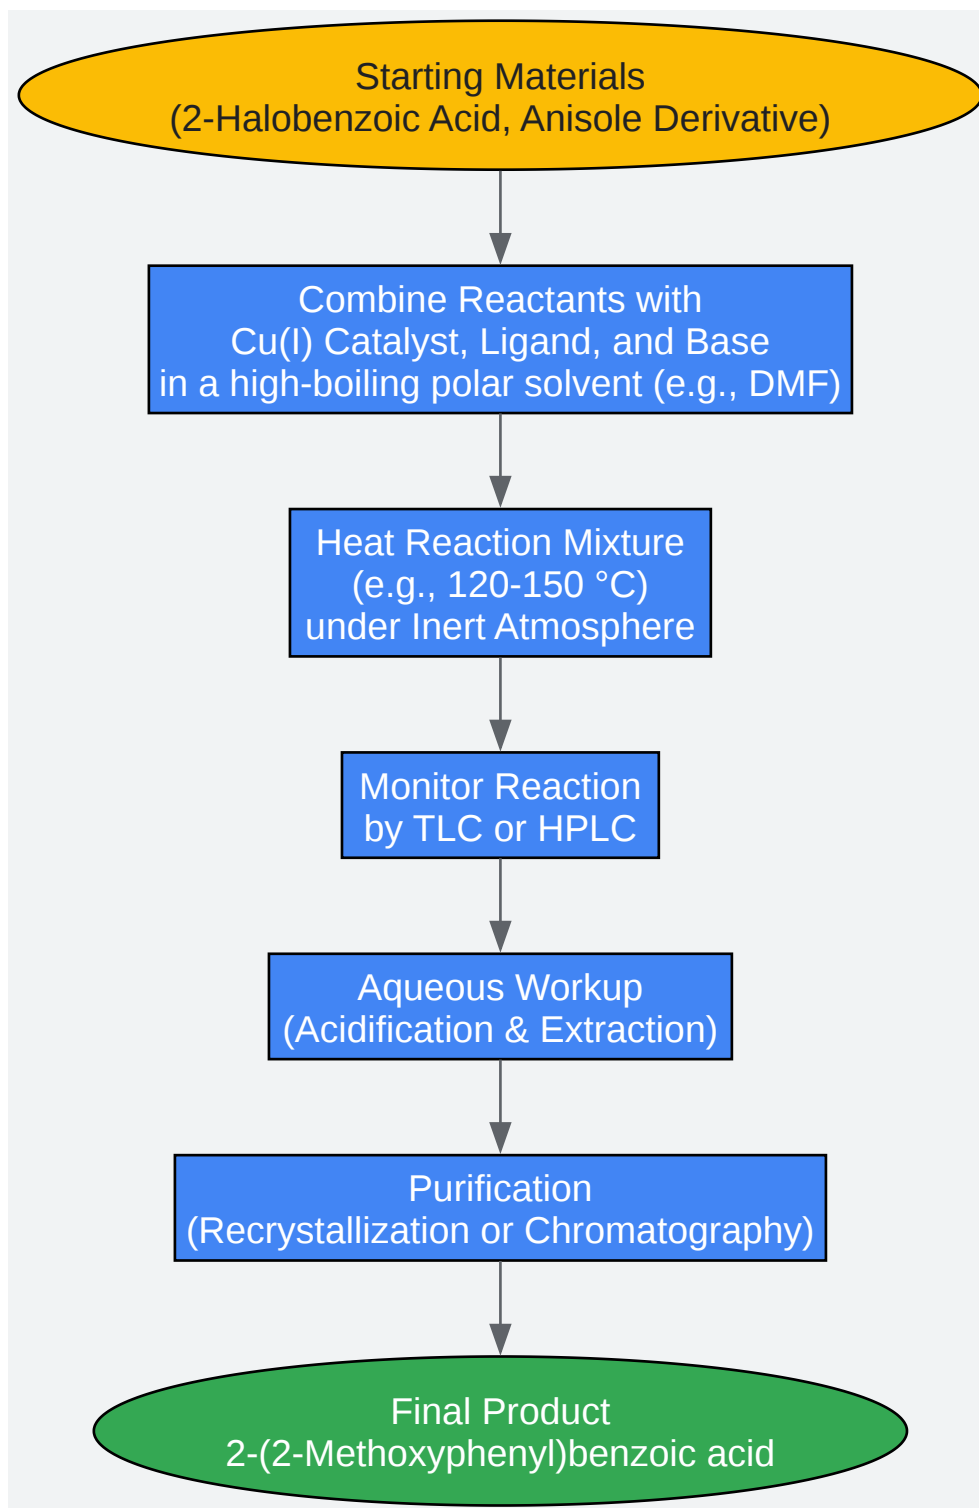 Starting Materials
(2-Halobenzoic Acid, Anisole Derivative)
Combine Reactants with
Cu(I) Catalyst, Ligand, and Base
in a high-boiling polar solvent (e.g., DMF)
Heat Reaction Mixture
(e.g., 120-150 °C)
under Inert Atmosphere
Monitor Reaction
by TLC or HPLC
Aqueous Workup
(Acidification & Extraction)
Purification
(Recrystallization or Chromatography)
Final Product
2-(2-Methoxyphenyl)benzoic acid